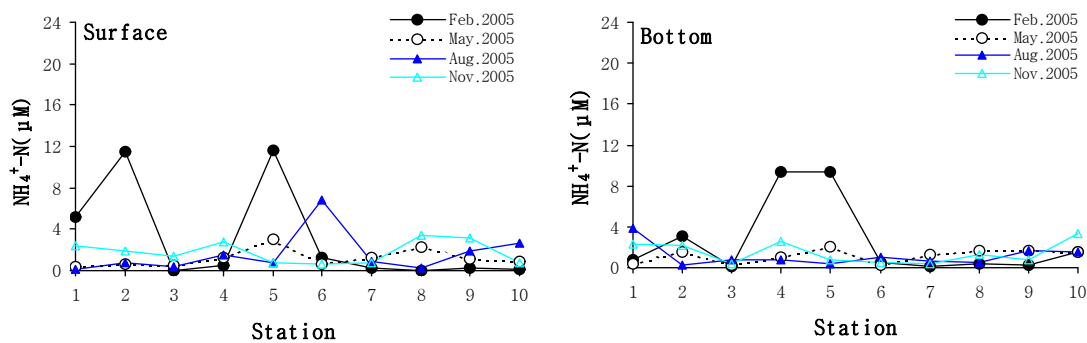 Surface
Feb.2005
May.2005
Aug.2005
Nov.2005
NH₄⁺-N(μM)
24
20
16
12
8
4
0
1 2 3 4 5 6 7 8 9 10
Station
Bottom
Feb.2005
May.2005
Aug.2005
Nov.2005
NH₄⁺-N(μM)
24
20
16
12
8
4
0
1 2 3 4 5 6 7 8 9 10
Station